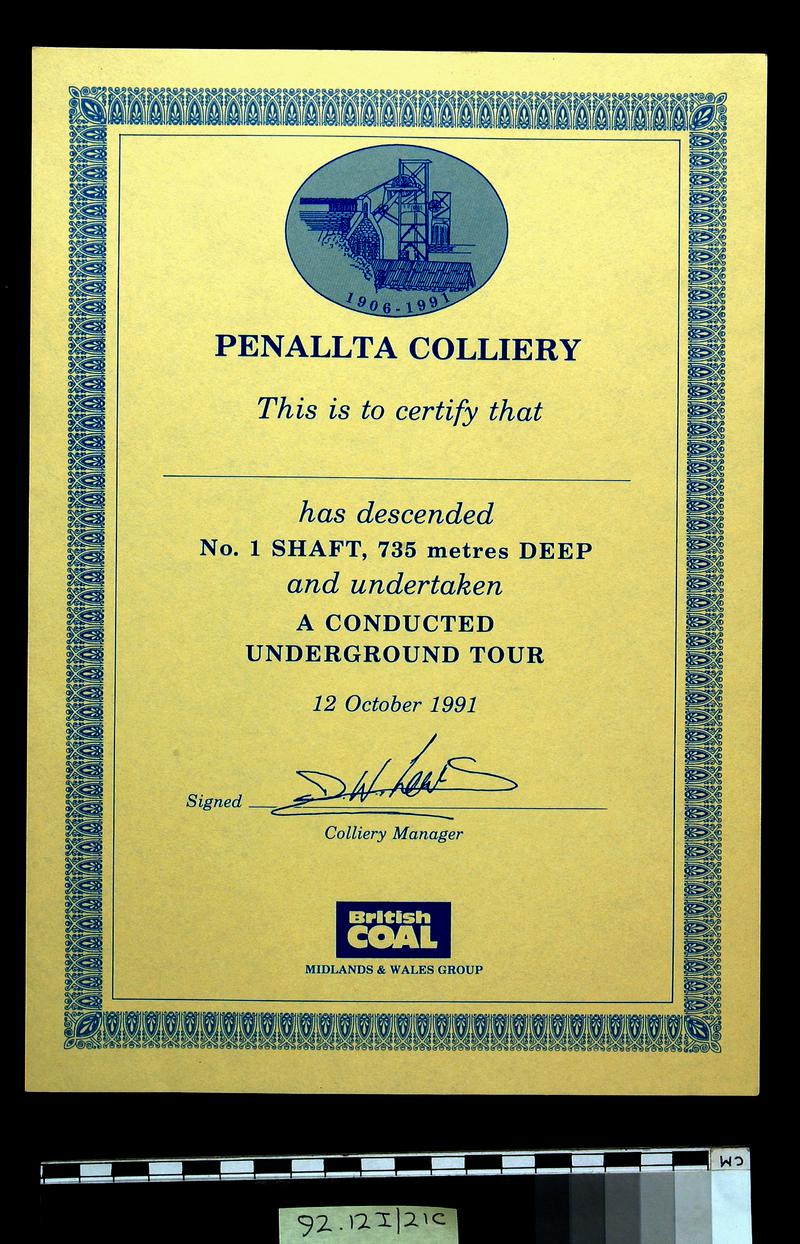 1906-1991
PENALLTA COLLIERY
This is to certify that
has descended
No. 1 SHAFT, 735 metres DEEP
and undertaken
A CONDUCTED
UNDERGROUND TOUR
12 October 1991
Signed D.W. Lewis
Colliery Manager
British
COAL
MIDLANDS & WALES GROUP
CM
92.12I/21C